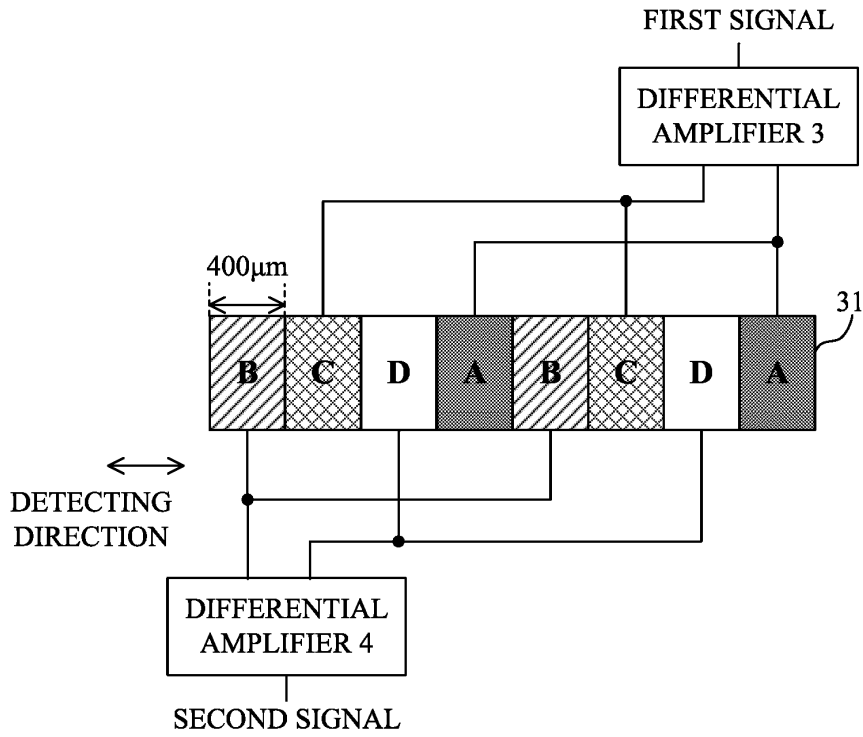 FIRST SIGNAL
DIFFERENTIAL
AMPLIFIER 3
400μm
31
B C D A B C D A
DETECTING
DIRECTION
DIFFERENTIAL
AMPLIFIER 4
SECOND SIGNAL